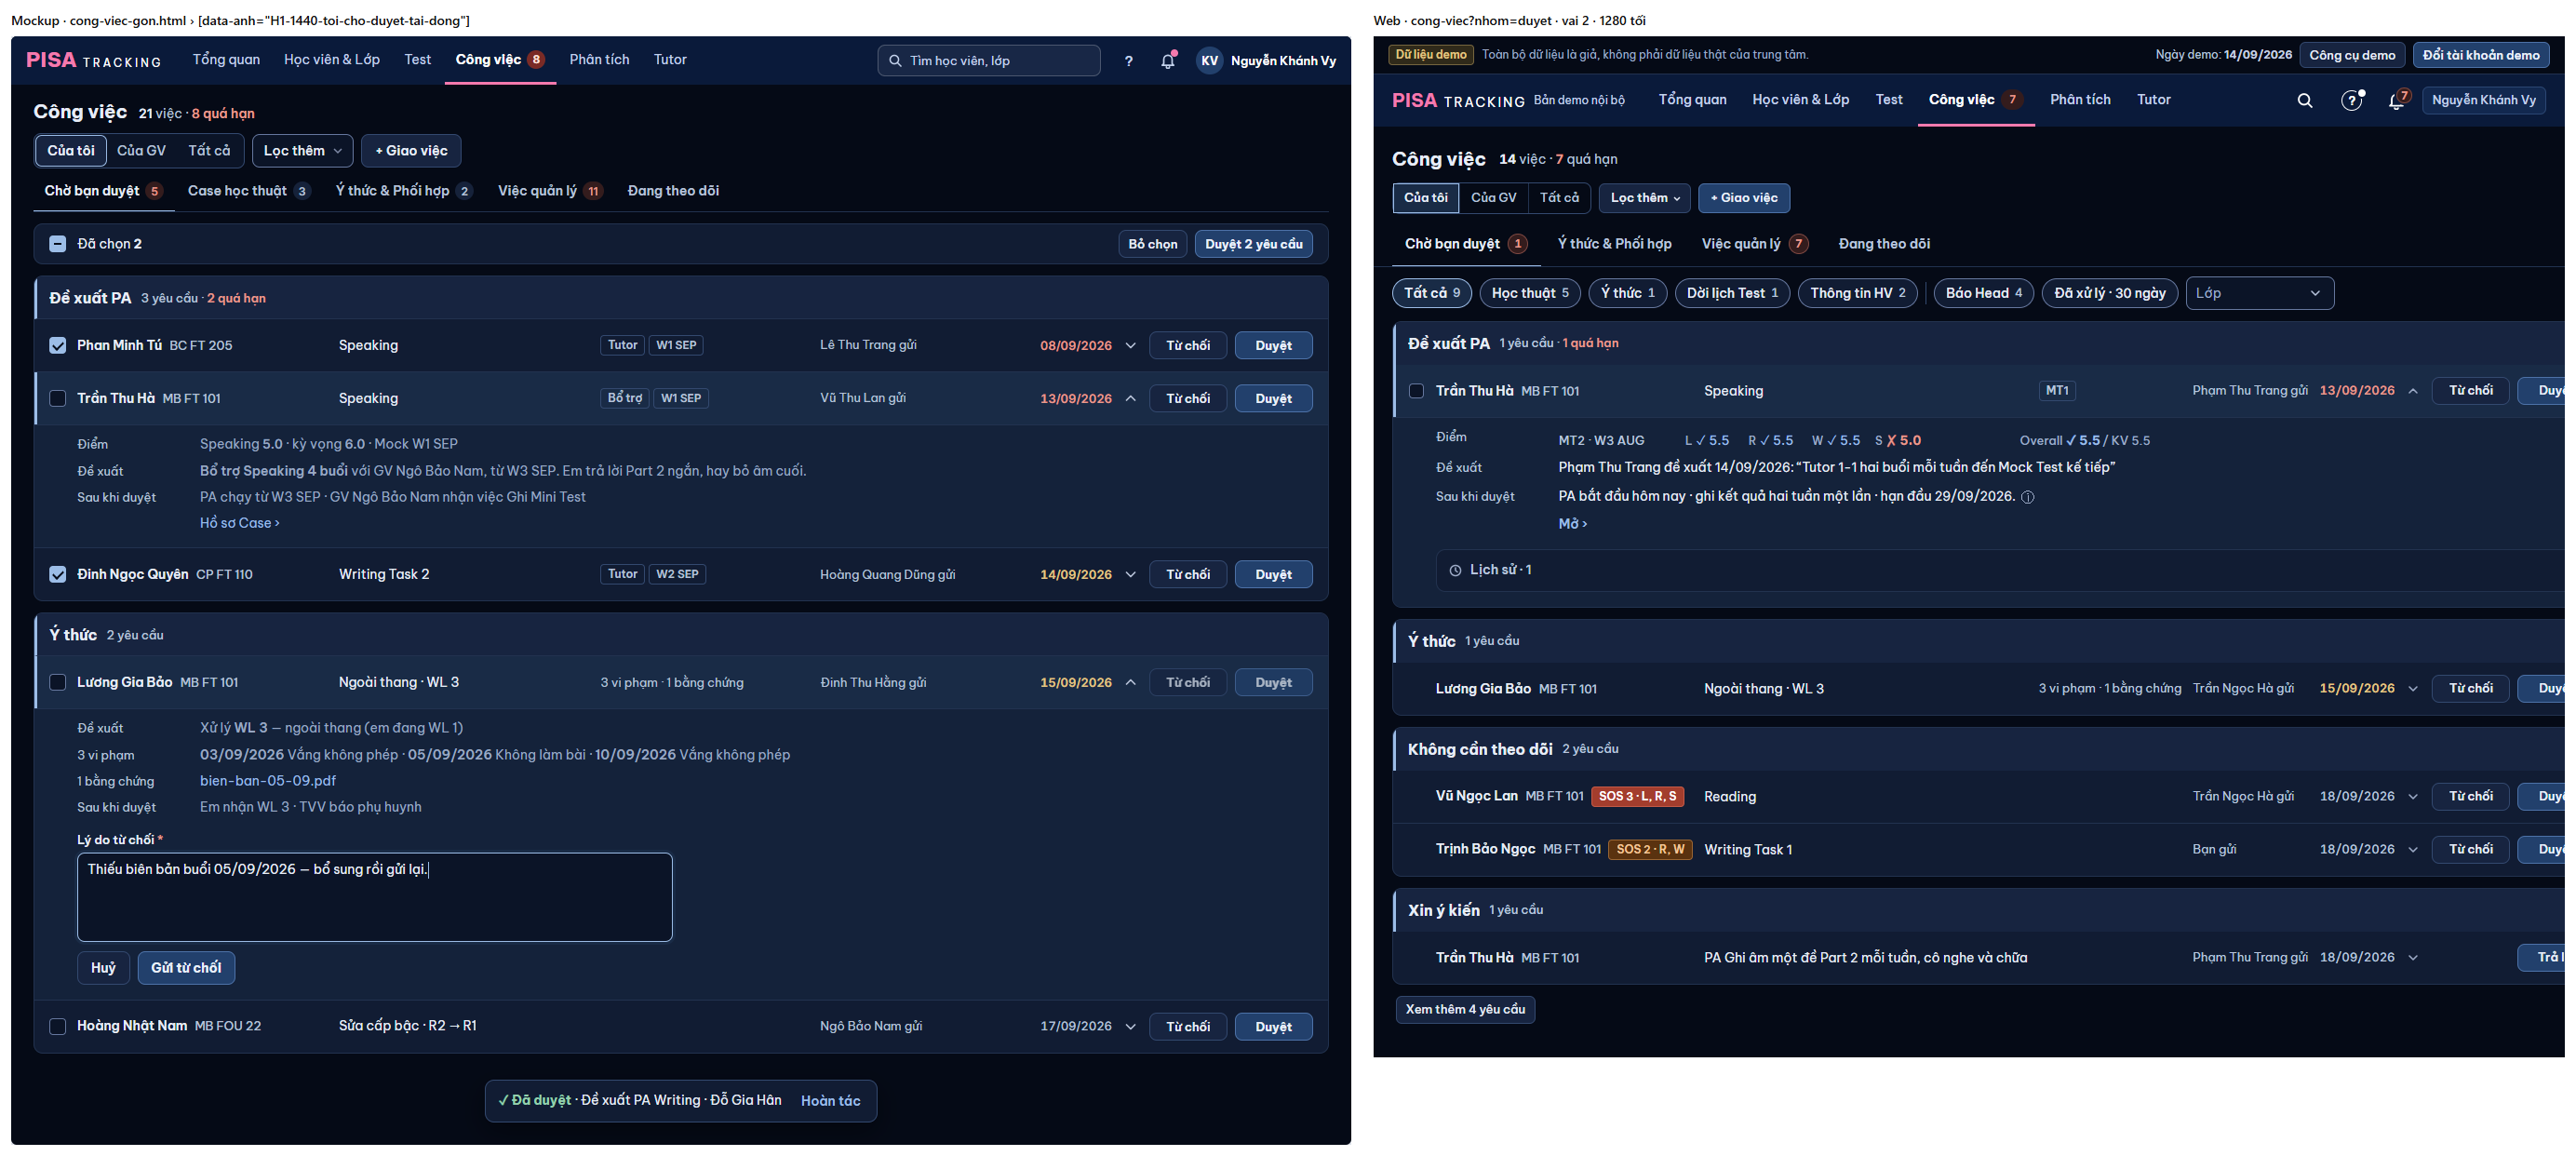 Mockup · cong-viec-gon.html › [data-anh="H1-1440-toi-cho-duyet-tai-dong"]
PISA TRACKING Tổng quan Học viên & Lớp Test Công việc 8 Phân tích Tutor Tìm học viên, lớp ? KV Nguyễn Khánh Vy
Công việc 21 việc · 8 quá hạn
Của tôi Của GV Tất cả Lọc thêm + Giao việc
Chờ bạn duyệt 5 Case học thuật 3 Ý thức & Phối hợp 2 Việc quản lý 11 Đang theo dõi
Đã chọn 2 Bỏ chọn Duyệt 2 yêu cầu
Đề xuất PA 3 yêu cầu · 2 quá hạn
Phan Minh Tú BC FT 205 Speaking Tutor W1 SEP Lê Thu Trang gửi 08/09/2026 Từ chối Duyệt
Trần Thu Hà MB FT 101 Speaking Bổ trợ W1 SEP Vũ Thu Lan gửi 13/09/2026 Từ chối Duyệt
Điểm Speaking 5.0 · kỳ vọng 6.0 · Mock W1 SEP
Đề xuất Bổ trợ Speaking 4 buổi với GV Ngô Bảo Nam, từ W3 SEP. Em trả lời Part 2 ngắn, hay bỏ âm cuối.
Sau khi duyệt PA chạy từ W3 SEP · GV Ngô Bảo Nam nhận việc Ghi Mini Test
Hồ sơ Case ›
Đinh Ngọc Quyên CP FT 110 Writing Task 2 Tutor W2 SEP Hoàng Quang Dũng gửi 14/09/2026 Từ chối Duyệt
Ý thức 2 yêu cầu
Lương Gia Bảo MB FT 101 Ngoài thang · WL 3 3 vi phạm · 1 bằng chứng Đinh Thu Hằng gửi 15/09/2026 Từ chối Duyệt
Đề xuất Xử lý WL 3 — ngoài thang (em đang WL 1)
3 vi phạm 03/09/2026 Vắng không phép · 05/09/2026 Không làm bài · 10/09/2026 Vắng không phép
1 bằng chứng bien-ban-05-09.pdf
Sau khi duyệt Em nhận WL 3 · TVV báo phụ huynh
Lý do từ chối *
Thiếu biên bản buổi 05/09/2026 — bổ sung rồi gửi lại.
Huỷ Gửi từ chối
Hoàng Nhật Nam MB FOU 22 Sửa cấp bậc · R2 → R1 Ngô Bảo Nam gửi 17/09/2026 Từ chối Duyệt
✓ Đã duyệt · Đề xuất PA Writing · Đỗ Gia Hân Hoàn tác
Web · cong-viec?nhom=duyet · vai 2 · 1280 tối
Dữ liệu demo Toàn bộ dữ liệu là giả, không phải dữ liệu thật của trung tâm. Ngày demo: 14/09/2026 Công cụ demo Đổi tài khoản demo
PISA TRACKING Bản demo nội bộ Tổng quan Học viên & Lớp Test Công việc 7 Phân tích Tutor ? 7 Nguyễn Khánh Vy
Công việc 14 việc · 7 quá hạn
Của tôi Của GV Tất cả Lọc thêm + Giao việc
Chờ bạn duyệt 1 Ý thức & Phối hợp Việc quản lý 7 Đang theo dõi
Tất cả 9 Học thuật 5 Ý thức 1 Dời lịch Test 1 Thông tin HV 2 Báo Head 4 Đã xử lý · 30 ngày Lớp
Đề xuất PA 1 yêu cầu · 1 quá hạn
Trần Thu Hà MB FT 101 Speaking MT1 Phạm Thu Trang gửi 13/09/2026 Từ chối Duyệ
Điểm MT2 · W3 AUG L ✓ 5.5 R ✓ 5.5 W ✓ 5.5 S ✗ 5.0 Overall ✓ 5.5 / KV 5.5
Đề xuất Phạm Thu Trang đề xuất 14/09/2026: “Tutor 1-1 hai buổi mỗi tuần đến Mock Test kế tiếp”
Sau khi duyệt PA bắt đầu hôm nay · ghi kết quả hai tuần một lần · hạn đầu 29/09/2026. ⓘ
Mở ›
Lịch sử · 1
Ý thức 1 yêu cầu
Lương Gia Bảo MB FT 101 Ngoài thang · WL 3 3 vi phạm · 1 bằng chứng Trần Ngọc Hà gửi 15/09/2026 Từ chối Duyệ
Không cần theo dõi 2 yêu cầu
Vũ Ngọc Lan MB FT 101 SOS 3 · L, R, S Reading Trần Ngọc Hà gửi 18/09/2026 Từ chối Duyệ
Trịnh Bảo Ngọc MB FT 101 SOS 2 · R, W Writing Task 1 Bạn gửi 18/09/2026 Từ chối Duyệ
Xin ý kiến 1 yêu cầu
Trần Thu Hà MB FT 101 PA Ghi âm một đề Part 2 mỗi tuần, cô nghe và chữa Phạm Thu Trang gửi 18/09/2026 Trả l
Xem thêm 4 yêu cầu